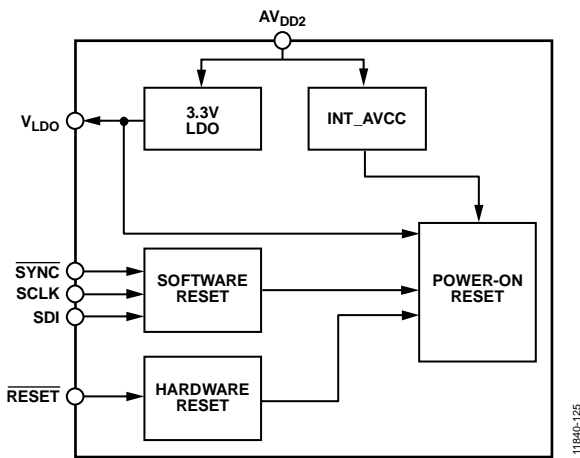 AVDD2
3.3V
LDO
INT_AVCC
VLDO
POWER-ON
RESET
SYNC
SCLK
SDI
SOFTWARE
RESET
RESET
HARDWARE
RESET
11840-125